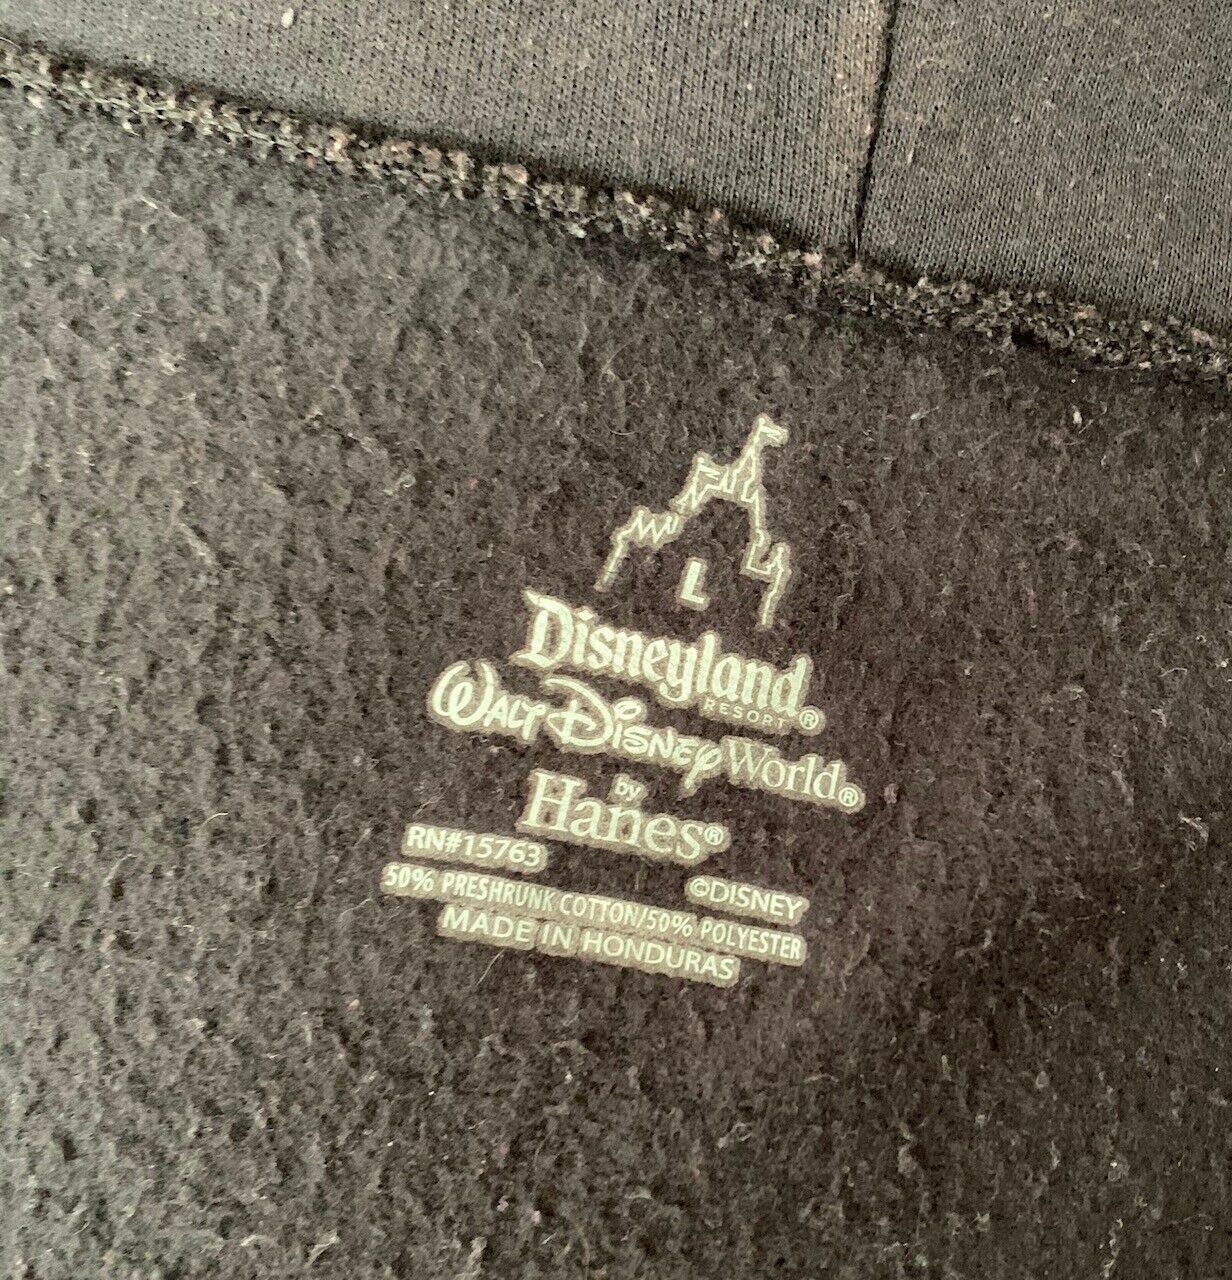 L
Disneyland
RESORT®
WALT DISNEY World®
by
Hanes®
RN#15763
©DISNEY
50% PRESHRUNK COTTON/50% POLYESTER
MADE IN HONDURAS